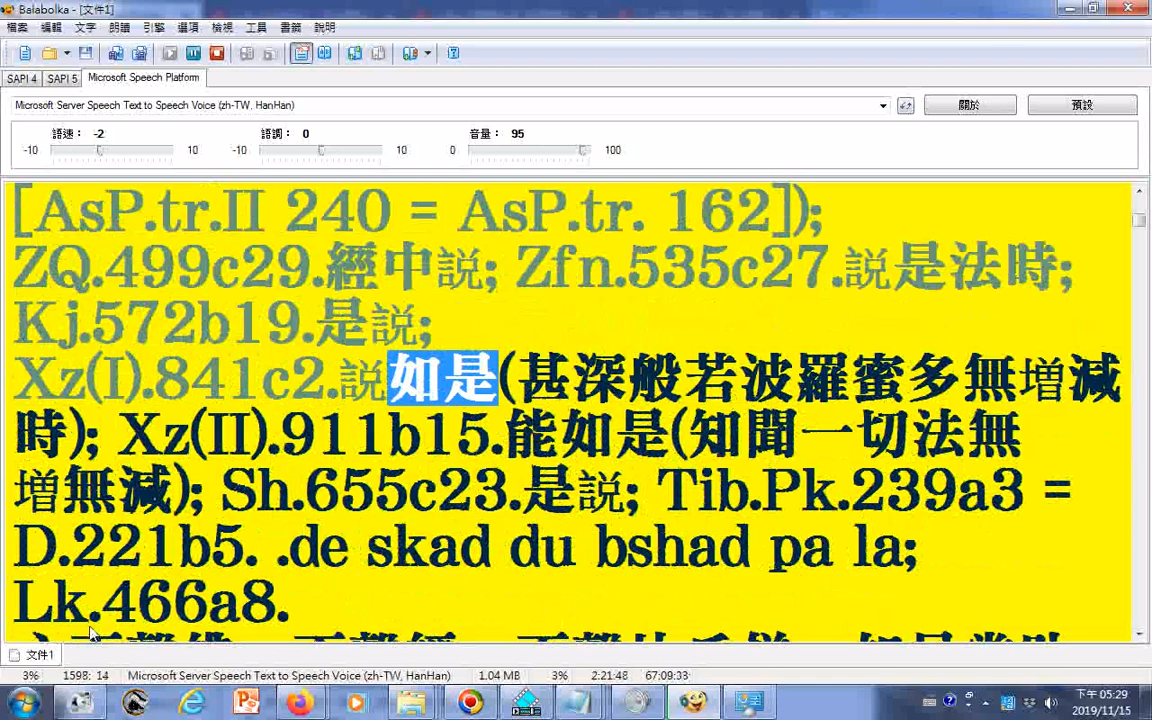 Balabolka - [文件1]
檔案 編輯 文字 朗讀 引擎 選項 檢視 工具 書籤 說明
SAPI 4 SAPI 5 Microsoft Speech Platform
Microsoft Server Speech Text to Speech Voice (zh-TW, HanHan) 關於 預設
語速： -2 語調： 0 音量： 95
-10 10 -10 10 0 100
[AsP.tr.II 240 = AsP.tr. 162]);
ZQ.499c29.經中説; Zfn.535c27.説是法時;
Kj.572b19.是説;
Xz(I).841c2.説如是(甚深般若波羅蜜多無増減
時); Xz(II).911b15.能如是(知聞一切法無
増無減); Sh.655c23.是説; Tib.Pk.239a3 =
D.221b5. .de skad du bshad pa la;
Lk.466a8.
文件1
3% 1598: 14 Microsoft Server Speech Text to Speech Voice (zh-TW, HanHan) 1.04 MB 3% 2:21:48 67:09:33
下午 05:29
2019/11/15